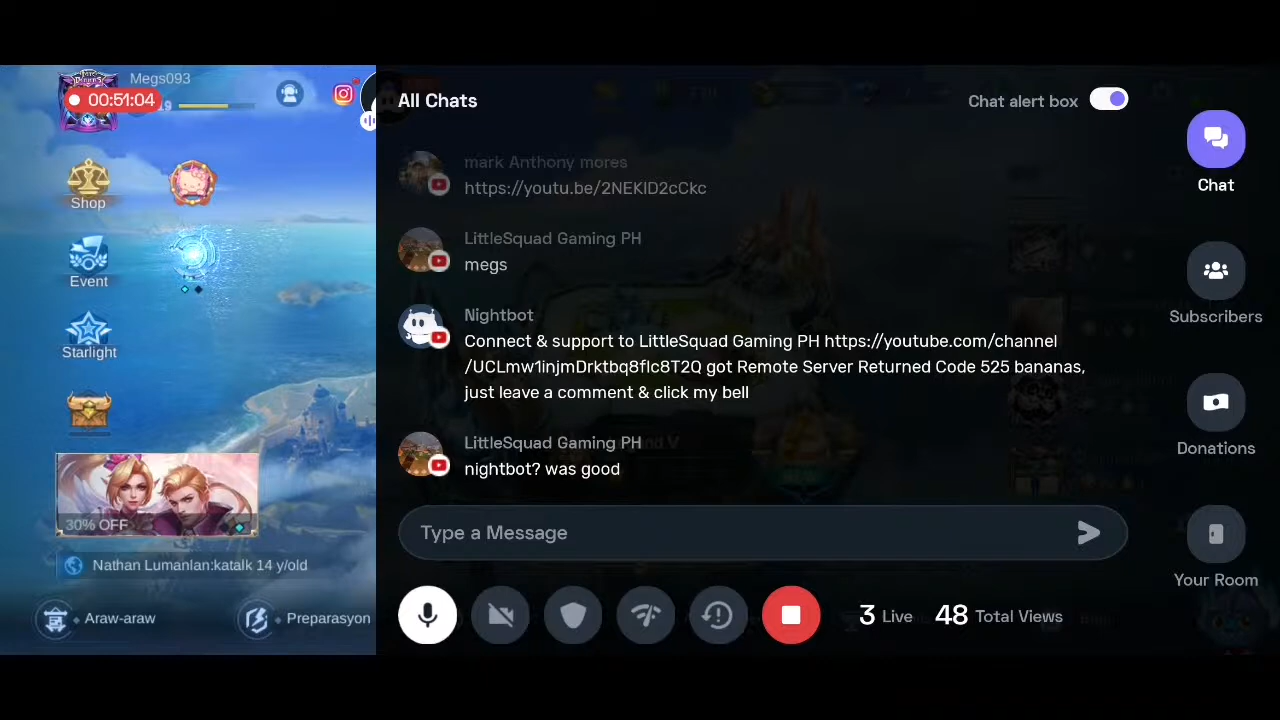 Megs093
00:51:04
All Chats
Chat alert box
Shop
Event
Starlight
30% OFF
Nathan Lumanlan:katalk 14 y/old
Araw-araw
Preparasyon
mark Anthony mores
https://youtu.be/2NEKlD2cCkc
LittleSquad Gaming PH
megs
Nightbot
Connect & support to LittleSquad Gaming PH https://youtube.com/channel
/UCLmw1injmDrktbq8flc8T2Q got Remote Server Returned Code 525 bananas,
just leave a comment & click my bell
LittleSquad Gaming PH
nightbot? was good
Type a Message
3 Live 48 Total Views
Chat
Subscribers
Donations
Your Room